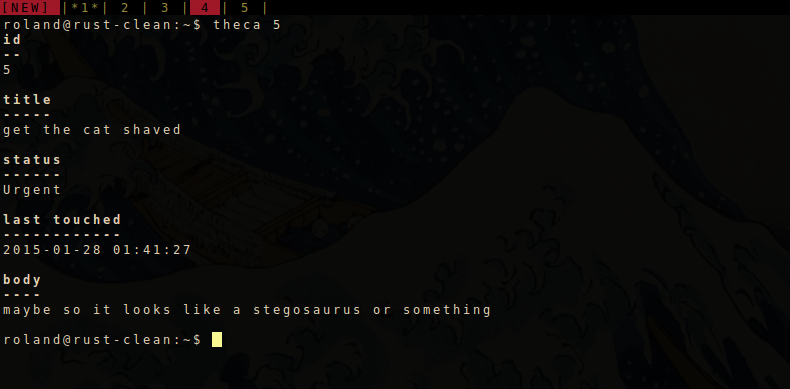 [NEW] |*1*| 2 | 3 | 4 | 5 |
roland@rust-clean:~$ theca 5
id
--
5
title
-----
get the cat shaved
status
------
Urgent
last touched
------------
2015-01-28 01:41:27
body
----
maybe so it looks like a stegosaurus or something
roland@rust-clean:~$